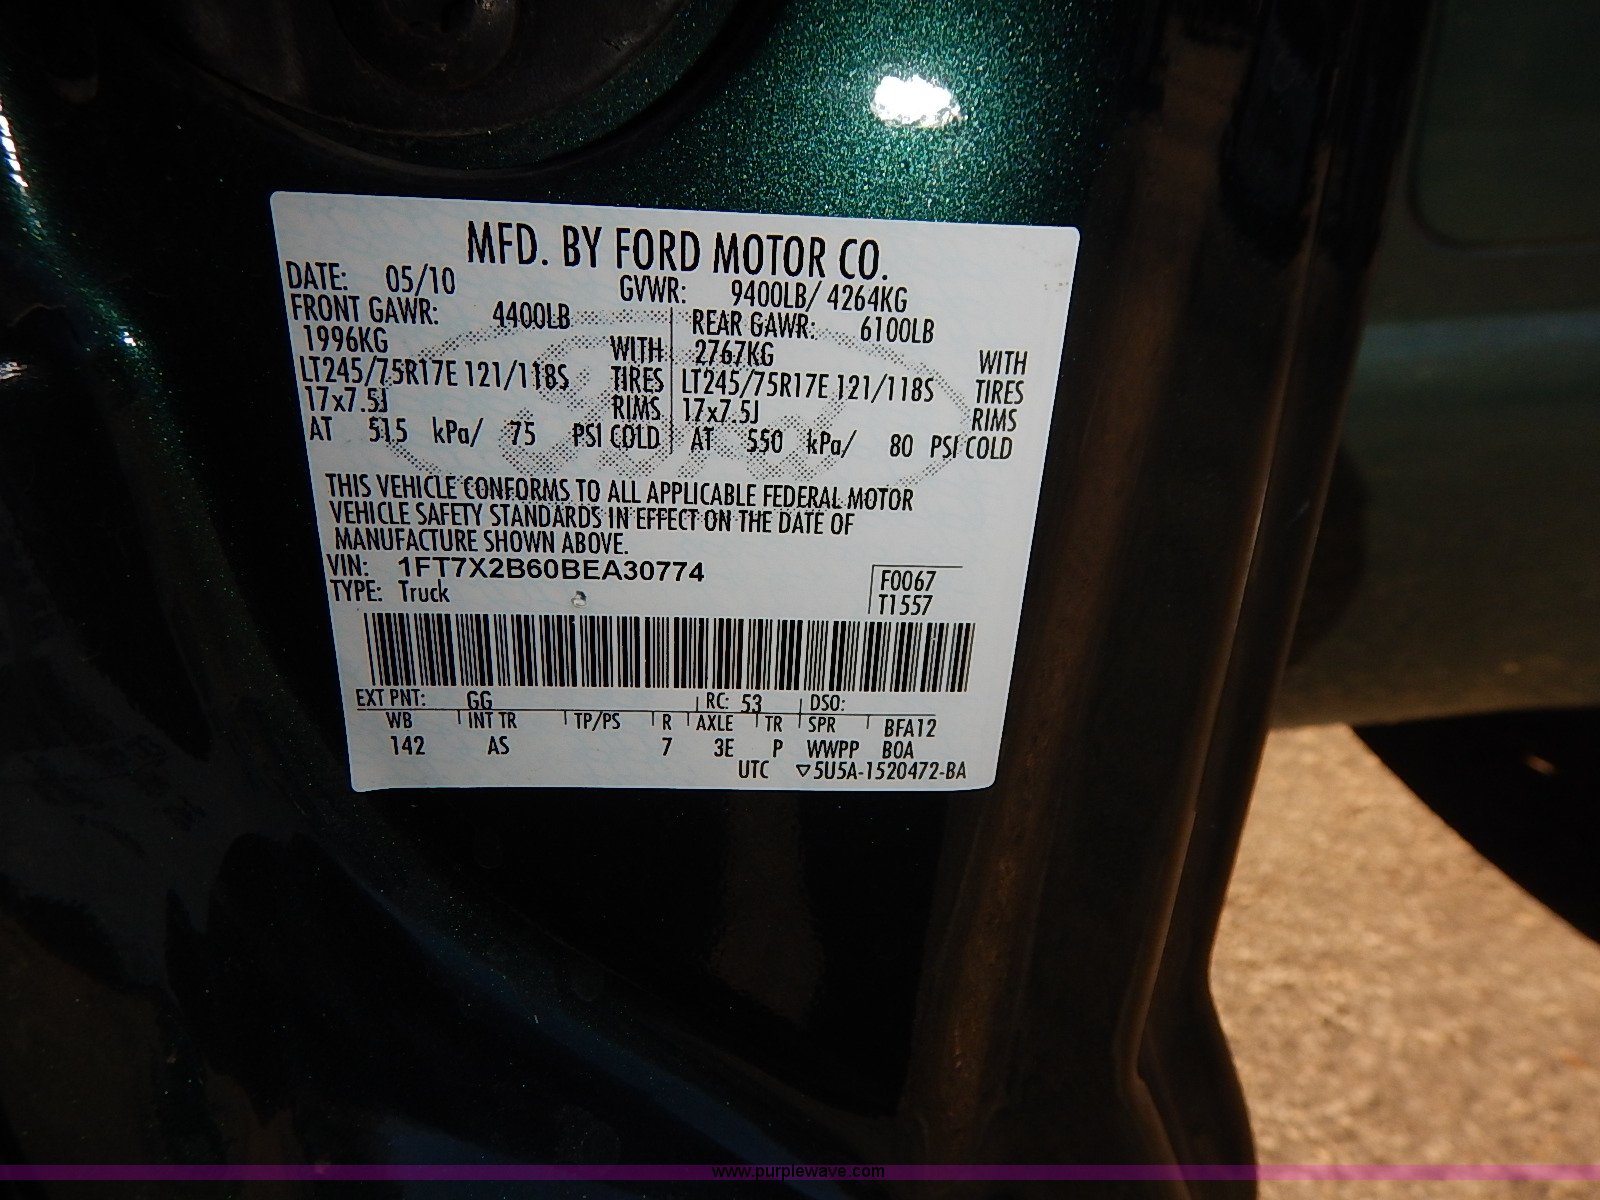 MFD. BY FORD MOTOR CO.
DATE: 05/10 GVWR: 9400LB/ 4264KG
FRONT GAWR: 4400LB REAR GAWR: 6100LB
1996KG WITH 2767KG WITH
LT245/75R17E 121/118S TIRES LT245/75R17E 121/118S TIRES
17x7.5J RIMS 17x7.5J RIMS
AT 515 kPa/ 75 PSI COLD AT 550 kPa/ 80 PSI COLD
THIS VEHICLE CONFORMS TO ALL APPLICABLE FEDERAL MOTOR
VEHICLE SAFETY STANDARDS IN EFFECT ON THE DATE OF
MANUFACTURE SHOWN ABOVE.
VIN: 1FT7X2B60BEA30774 F0067
TYPE: Truck T1557
EXT PNT: GG RC: 53 DSO:
WB INT TR TP/PS R AXLE TR SPR BFA12
142 AS 7 3E P WWPP BOA
UTC ▽5U5A-1520472-BA
www.purplewave.com